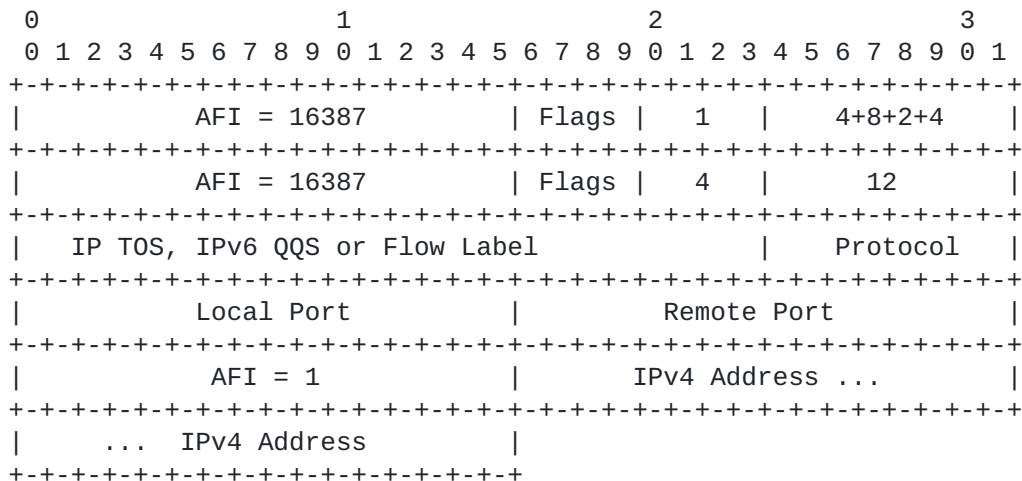 0                   1                   2                   3
 0 1 2 3 4 5 6 7 8 9 0 1 2 3 4 5 6 7 8 9 0 1 2 3 4 5 6 7 8 9 0 1
+-+-+-+-+-+-+-+-+-+-+-+-+-+-+-+-+-+-+-+-+-+-+-+-+-+-+-+-+-+-+-+-+
|           AFI = 16387         | Flags |   1   |    4+8+2+4    |
+-+-+-+-+-+-+-+-+-+-+-+-+-+-+-+-+-+-+-+-+-+-+-+-+-+-+-+-+-+-+-+-+
|           AFI = 16387         | Flags |   4   |      12       |
+-+-+-+-+-+-+-+-+-+-+-+-+-+-+-+-+-+-+-+-+-+-+-+-+-+-+-+-+-+-+-+-+
|   IP TOS, IPv6 QQS or Flow Label              |    Protocol   |
+-+-+-+-+-+-+-+-+-+-+-+-+-+-+-+-+-+-+-+-+-+-+-+-+-+-+-+-+-+-+-+-+
|           Local Port          |         Remote Port           |
+-+-+-+-+-+-+-+-+-+-+-+-+-+-+-+-+-+-+-+-+-+-+-+-+-+-+-+-+-+-+-+-+
|            AFI = 1            |       IPv4 Address ...        |
+-+-+-+-+-+-+-+-+-+-+-+-+-+-+-+-+-+-+-+-+-+-+-+-+-+-+-+-+-+-+-+-+
|     ...  IPv4 Address         |
+-+-+-+-+-+-+-+-+-+-+-+-+-+-+-+-+